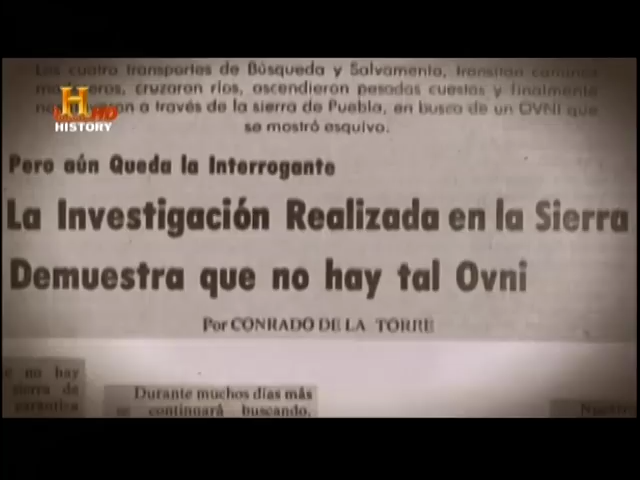 Los cuatro transportes de Búsqueda y Salvamento, transitan caminos
cruzaron ríos, ascendieron pesadas cuestas y finalmente
a través de la sierra de Puebla, en busca de un OVNI que
se mostró esquivo.
H HD
HISTORY
Pero aún Queda la Interrogante
La Investigación Realizada en la Sierra
Demuestra que no hay tal Ovni
Por CONRADO DE LA TORRE
no hay
sierra de
garantiza
Durante muchos días más
se continuará buscando,